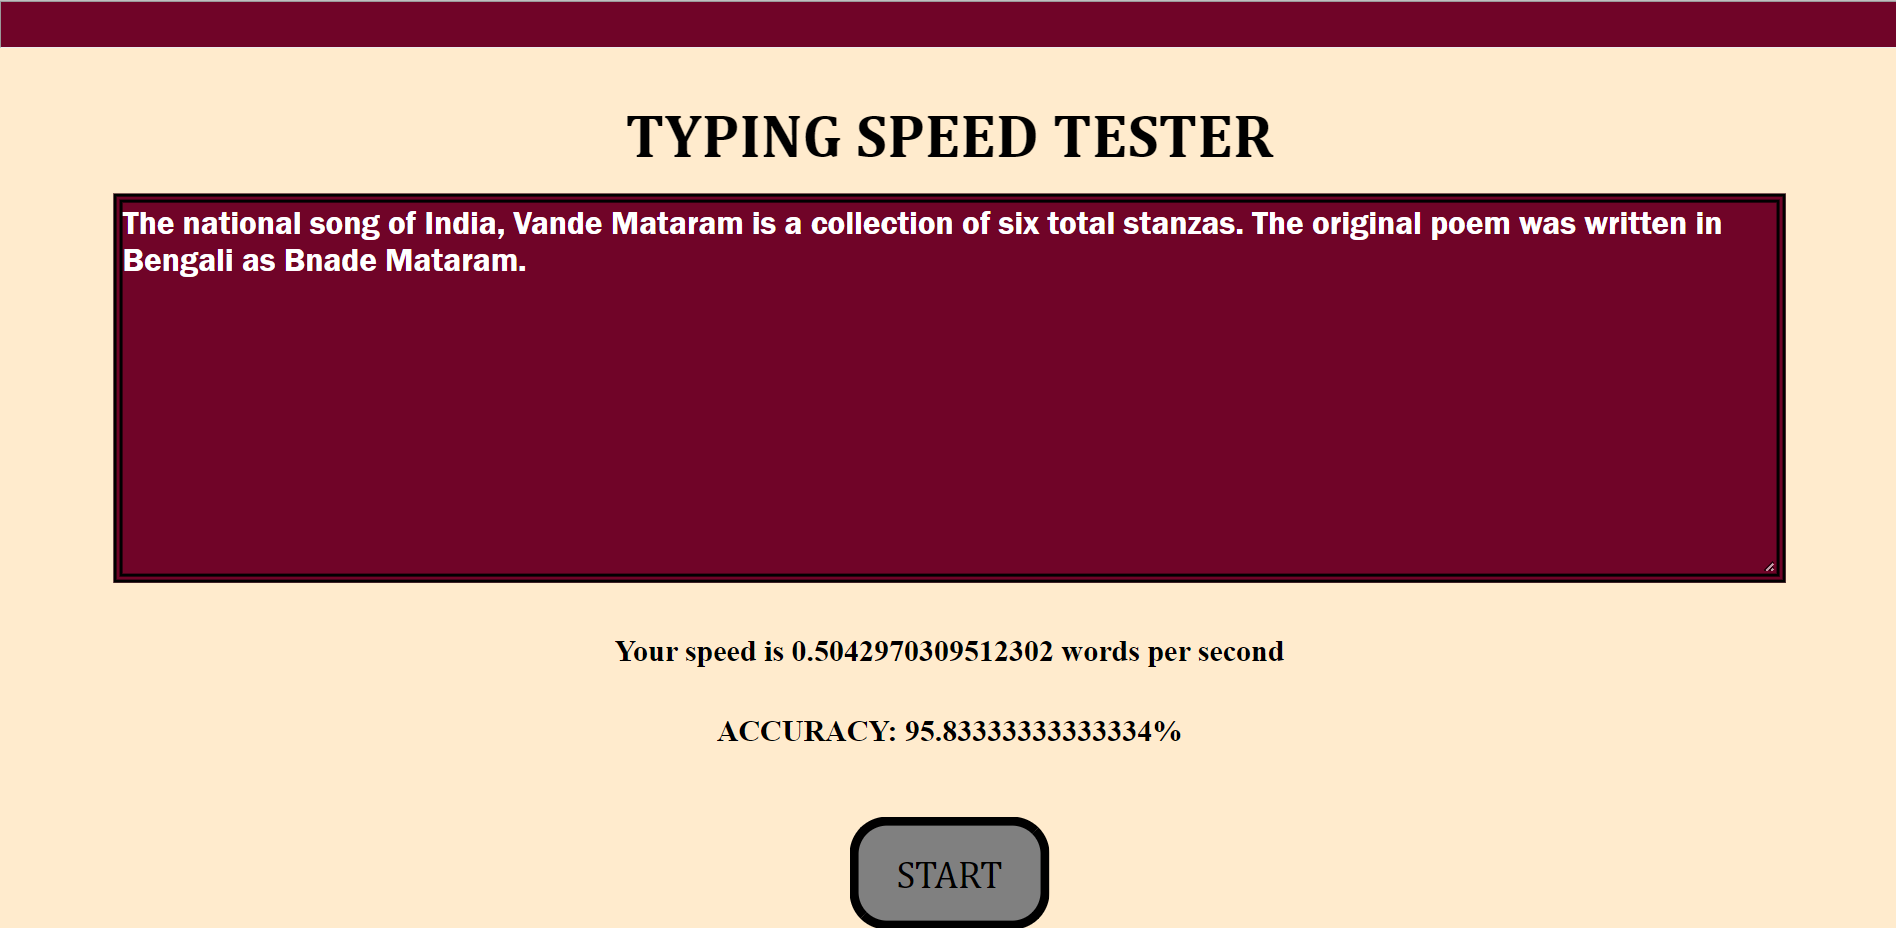 TYPING SPEED TESTER
The national song of India, Vande Mataram is a collection of six total stanzas. The original poem was written in
Bengali as Bnade Mataram.
Your speed is 0.5042970309512302 words per second
ACCURACY: 95.83333333333334%
START